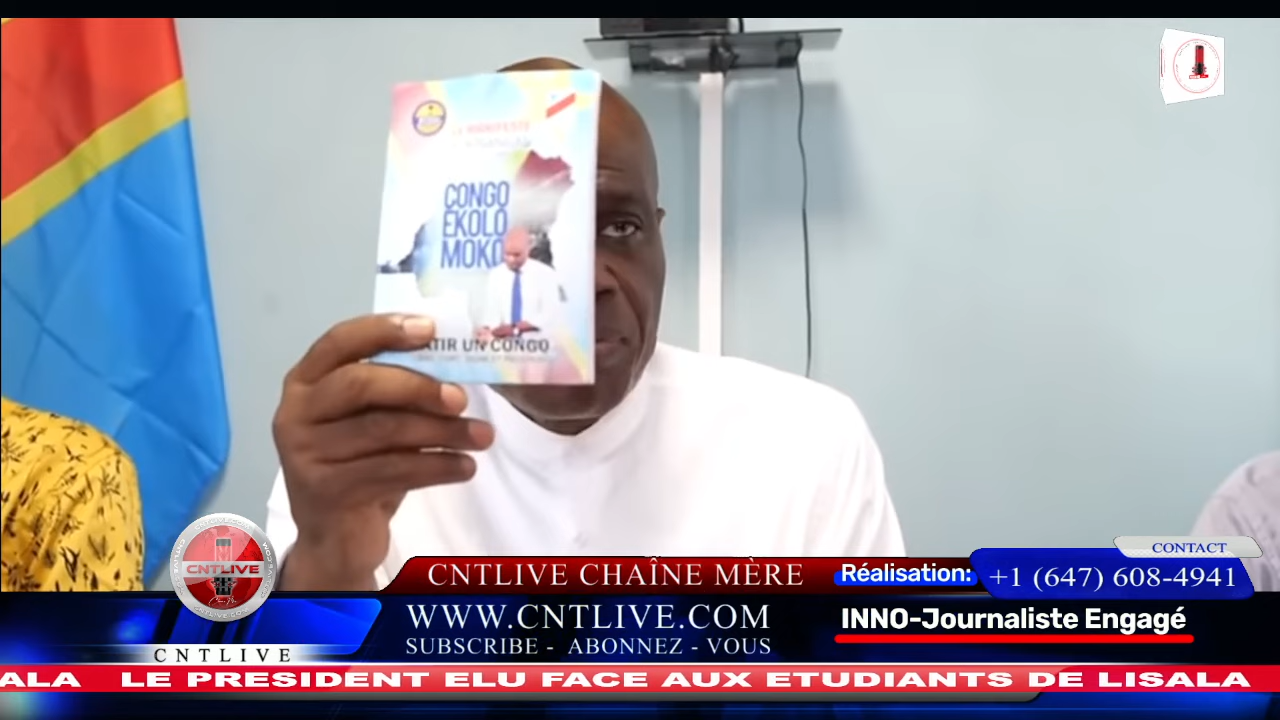 CONGO
EKOLO
MOKO
ATIR UN CONGO
CNTLIVE
CNTLIVE
CNTLIVE CHAÎNE MÈRE
WWW.CNTLIVE.COM
SUBSCRIBE - ABONNEZ - VOUS
Réalisation:
INNO-Journaliste Engagé
CONTACT
+1 (647) 608-4941
ALA LE PRESIDENT ELU FACE AUX ETUDIANTS DE LISALA